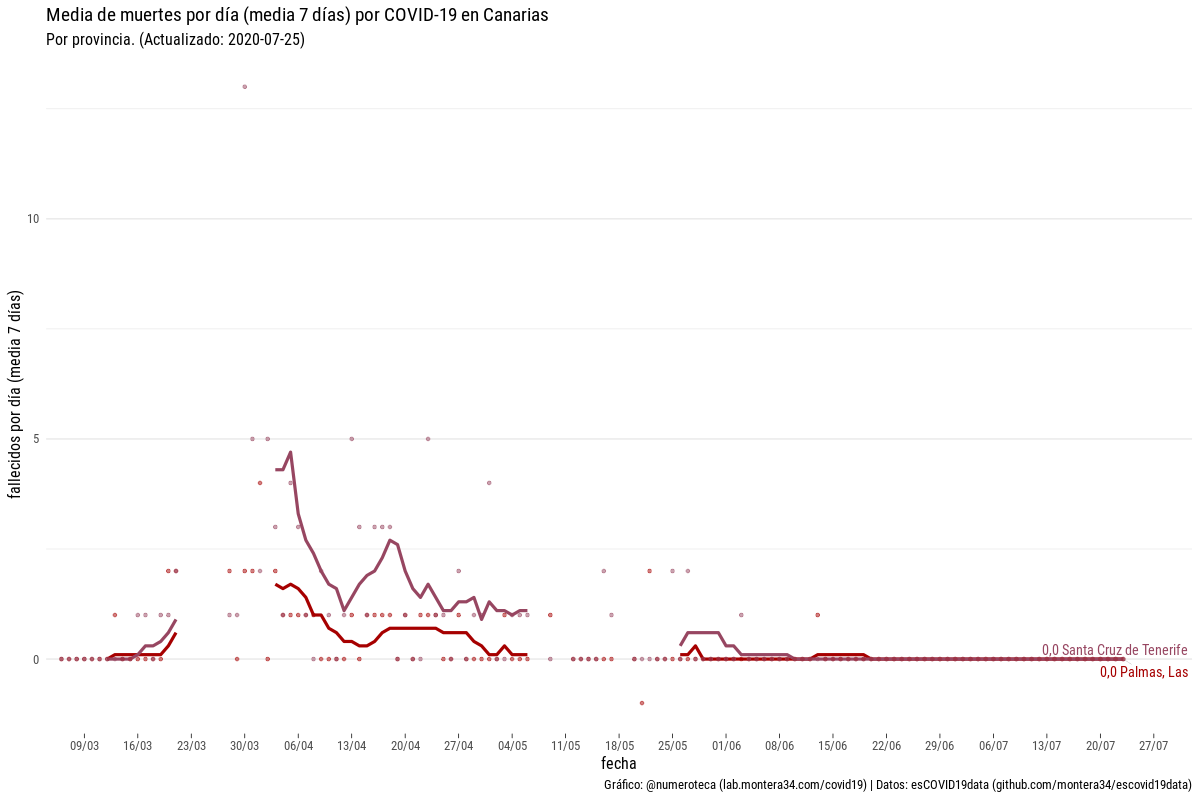 Media de muertes por día (media 7 días) por COVID-19 en Canarias
Por provincia. (Actualizado: 2020-07-25)
fallecidos por día (media 7 días)
10
5
0
0,0 Santa Cruz de Tenerife
0,0 Palmas, Las
09/03 16/03 23/03 30/03 06/04 13/04 20/04 27/04 04/05 11/05 18/05 25/05 01/06 08/06 15/06 22/06 29/06 06/07 13/07 20/07 27/07
fecha
Gráfico: @numeroteca (lab.montera34.com/covid19) | Datos: esCOVID19data (github.com/montera34/escovid19data)